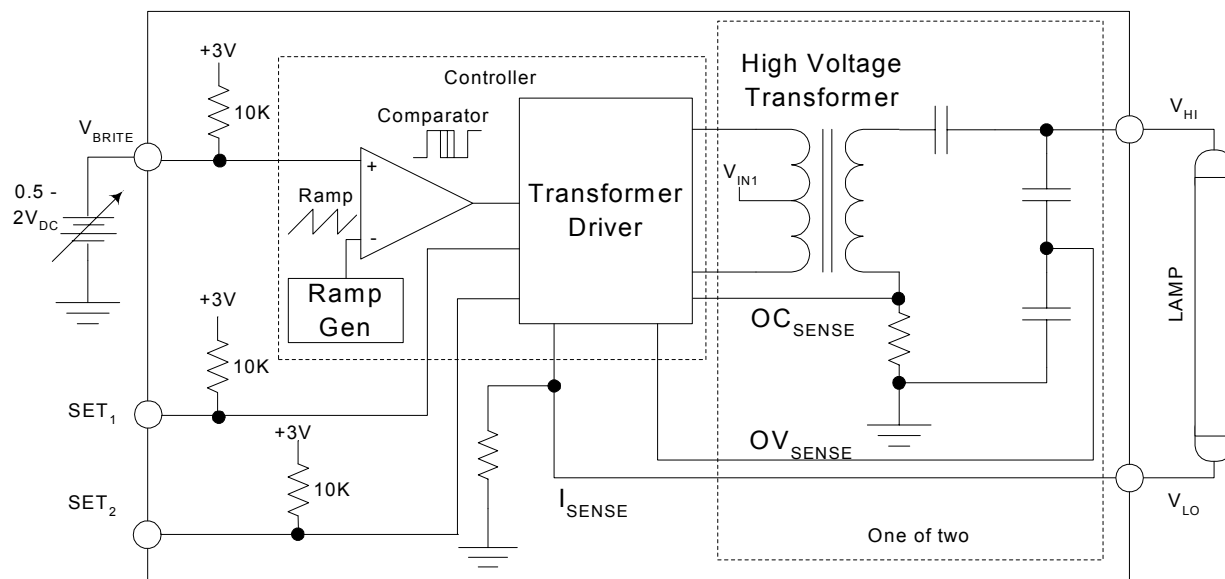 +3V
10K
V_BRITE
0.5 -
2V_DC
Controller
Comparator
+
-
Ramp
Ramp
Gen
Transformer
Driver
High Voltage
Transformer
V_IN1
V_HI
LAMP
OC_SENSE
OV_SENSE
+3V
10K
SET_1
+3V
10K
SET_2
I_SENSE
V_LO
One of two